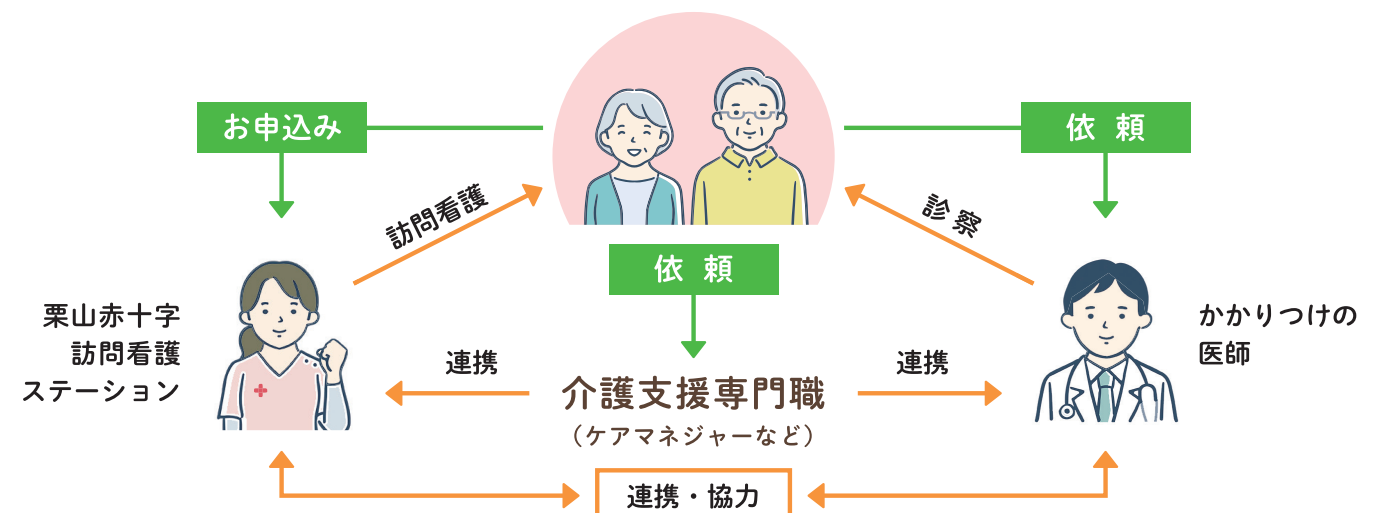 お申込み
依頼
訪問看護
診察
依頼
栗山赤十字
訪問看護
ステーション
かかりつけの
医師
連携
連携
介護支援専門職
（ケアマネジャーなど）
連携・協力